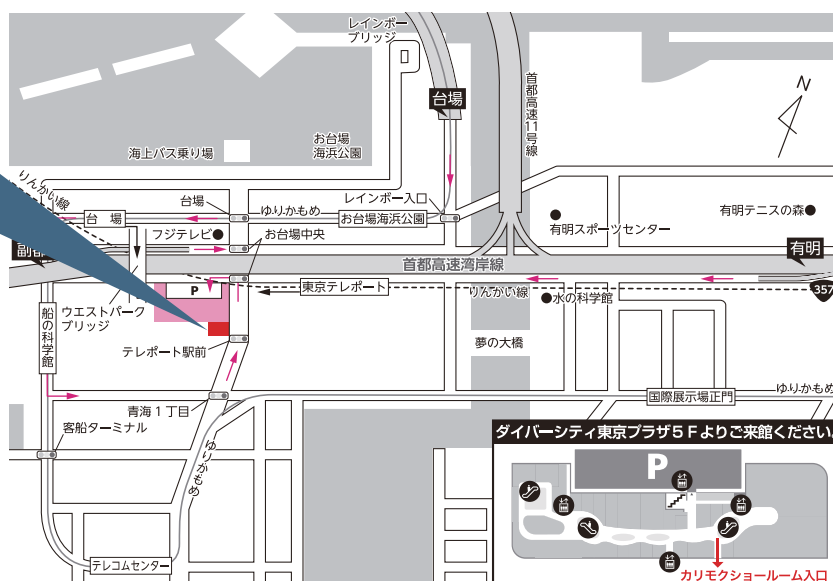 レインボー
ブリッジ
台場
首都高速11号線
N
お台場
海浜公園
海上バス乗り場
りんかい線
台場
レインボー入口
台 場
ゆりかもめ
お台場海浜公園
有明テニスの森
有明スポーツセンター
フジテレビ
お台場中央
副都
首都高速湾岸線
有明
P
東京テレポート
りんかい線
水の科学館
357
ウエストパーク
ブリッジ
船の科学館
テレポート駅前
夢の大橋
青海1丁目
国際展示場正門
ゆりかもめ
客船ターミナル
ゆりかもめ
テレコムセンター
ダイバーシティ東京プラザ5Fよりご来館ください。
P
カリモクショールーム入口